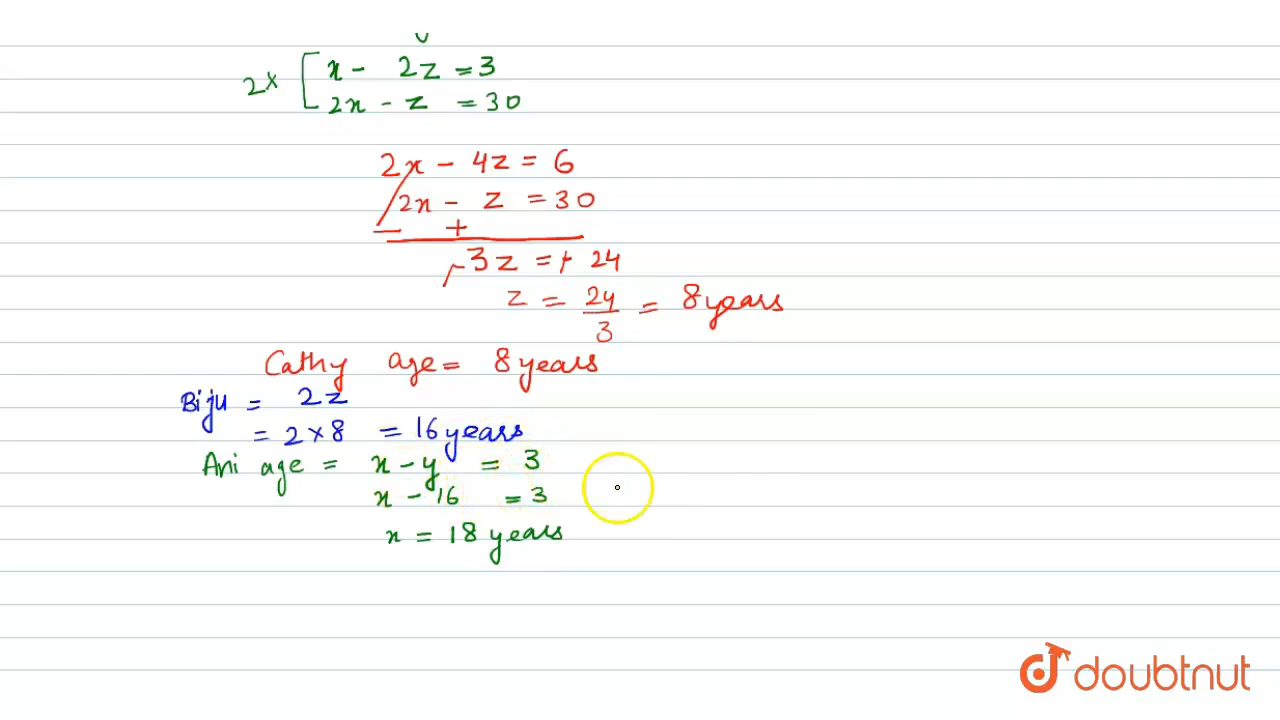 2x [ x - 2z = 3
2x - z = 30
2x - 4z = 6
2x - z = 30
- +
-3z = + 24
z = 24/3 = 8 years
Cathy age = 8 years
Biju = 2z
= 2 x 8 = 16 years
Ani age = x - y = 3
x - 16 = 3
x = 18 years
doubtnut